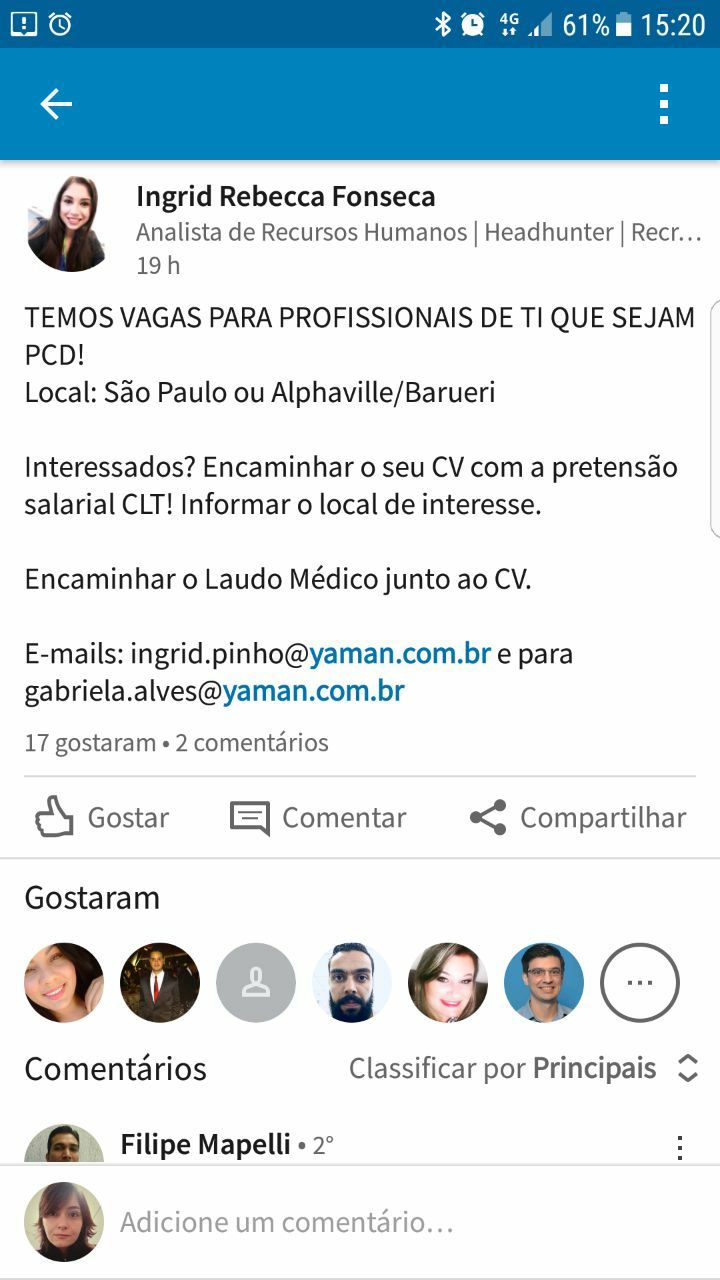 4G 61% 15:20
Ingrid Rebecca Fonseca
Analista de Recursos Humanos | Headhunter | Recr...
19 h
TEMOS VAGAS PARA PROFISSIONAIS DE TI QUE SEJAM
PCD!
Local: São Paulo ou Alphaville/Barueri
Interessados? Encaminhar o seu CV com a pretensão
salarial CLT! Informar o local de interesse.
Encaminhar o Laudo Médico junto ao CV.
E-mails: ingrid.pinho@yaman.com.br e para
gabriela.alves@yaman.com.br
17 gostaram • 2 comentários
Gostar Comentar Compartilhar
Gostaram
Comentários Classificar por Principais
Filipe Mapelli • 2°
Adicione um comentário...